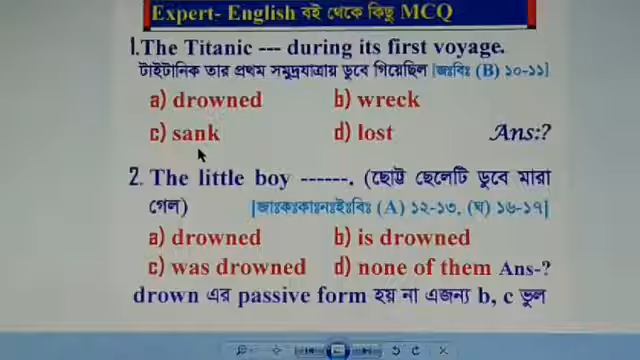 Expert- English বই থেকে কিছু MCQ
1.The Titanic --- during its first voyage.
টাইটানিক তার প্রথম সমুদ্রযাত্রায় ডুবে গিয়েছিল [জঃবিঃ (B) ১০-১১]
a) drowned b) wreck
c) sank d) lost Ans:?
2. The little boy ------. (ছোট্ট ছেলেটি ডুবে মারা
গেল) [জাঃকঃকাঃনঃইঃবিঃ (A) ১২-১৩, (ঘ) ১৬-১৭]
a) drowned b) is drowned
c) was drowned d) none of them Ans-?
drown এর passive form হয় না এজন্য b, c ভুল